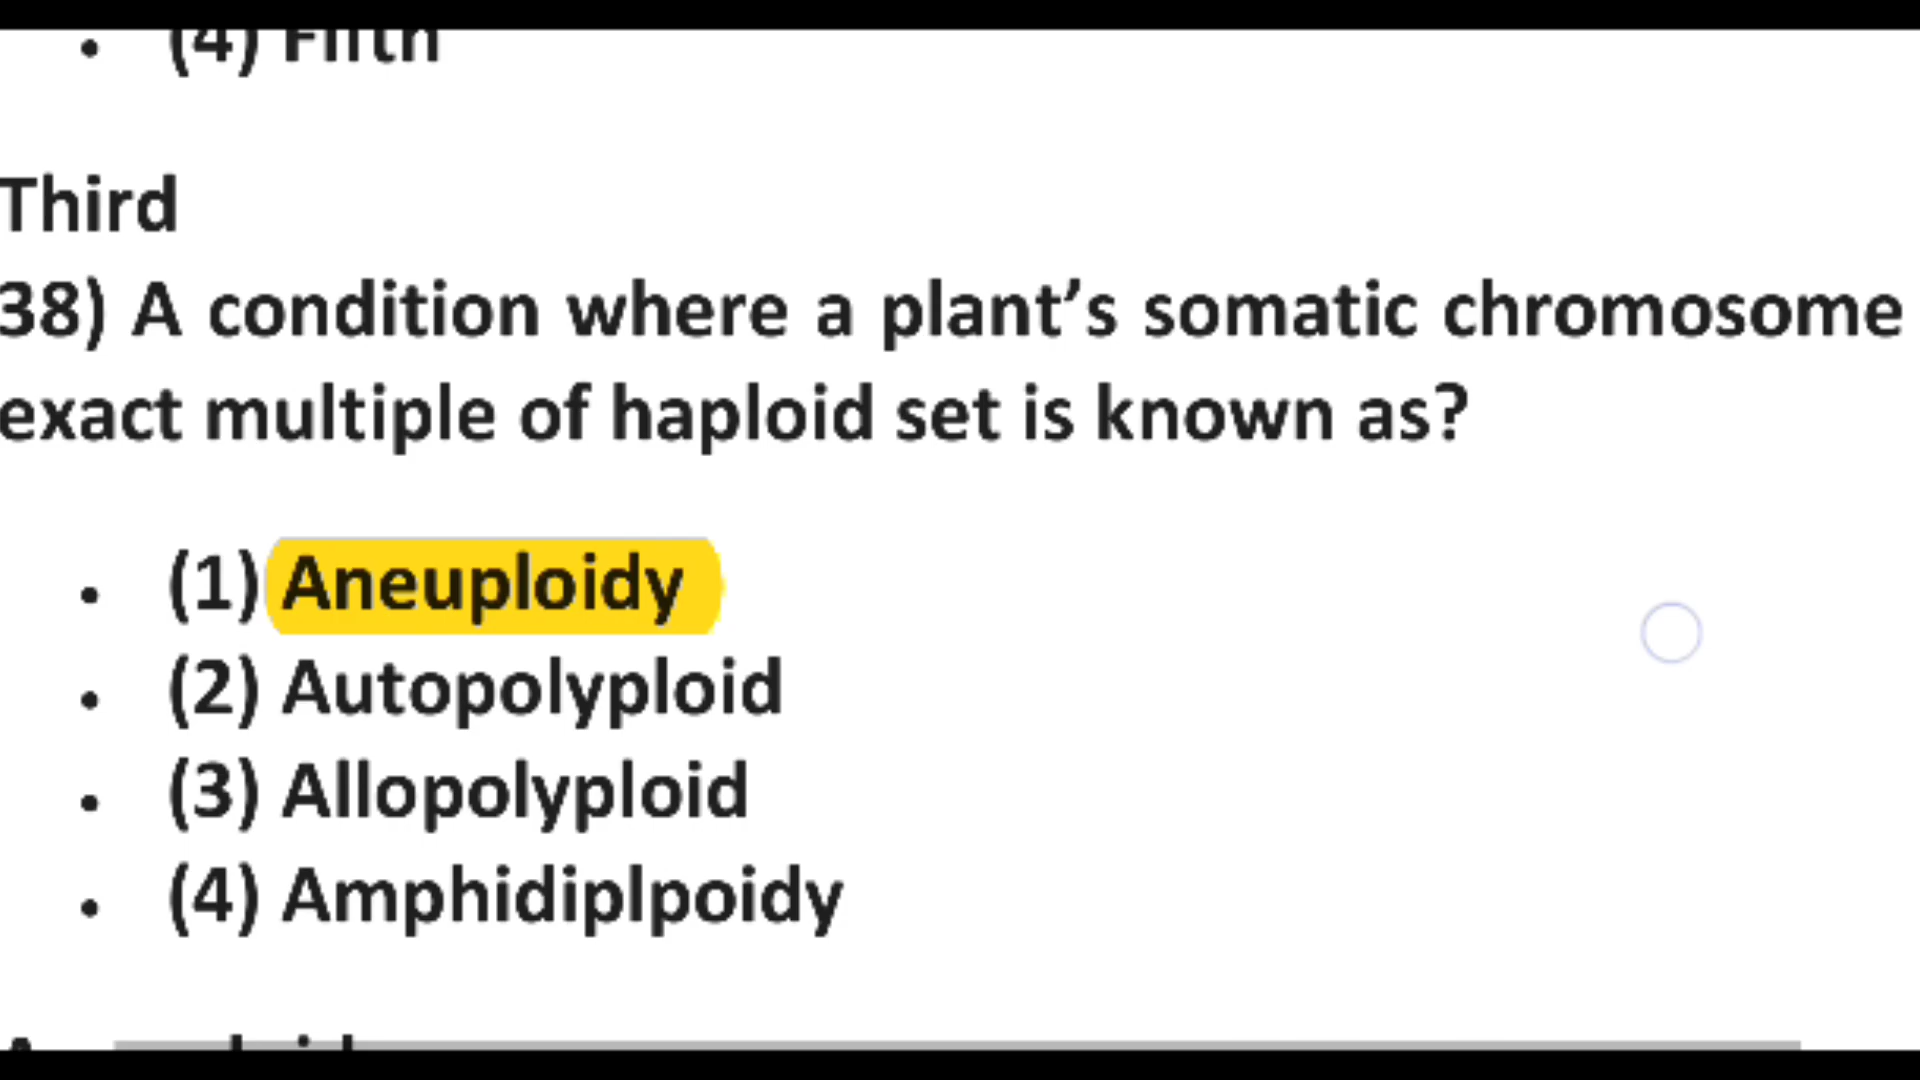 (4) Fifth
Third
38) A condition where a plant’s somatic chromosome
exact multiple of haploid set is known as?
(1) Aneuploidy
(2) Autopolyploid
(3) Allopolyploid
(4) Amphidiplpoidy